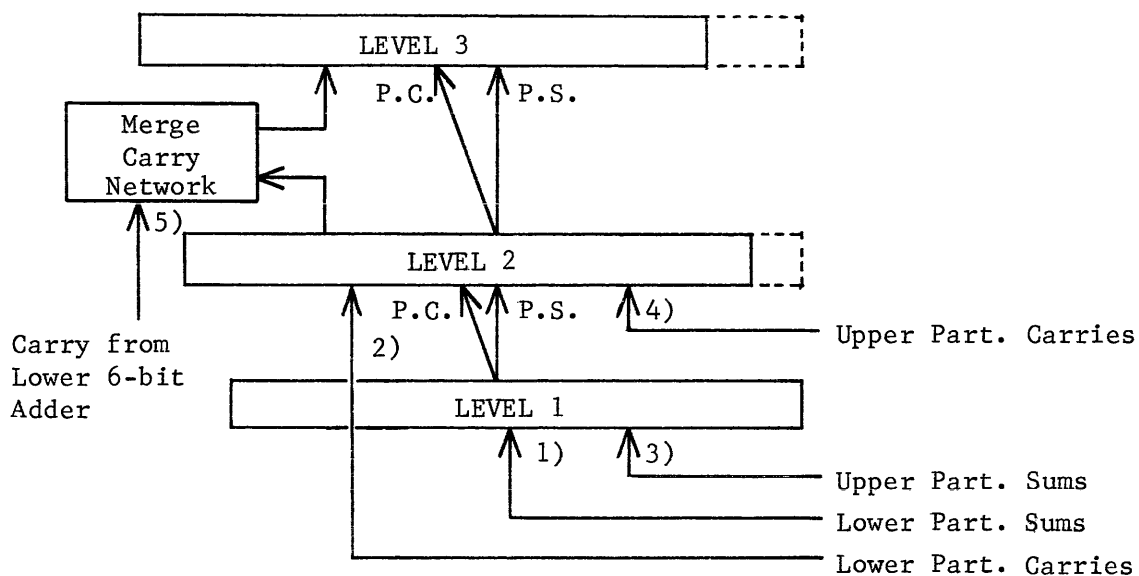 LEVEL 3
P.C.
P.S.
Merge
Carry
Network
5)
LEVEL 2
P.C.
P.S.
4)
Upper Part. Carries
Carry from
Lower 6-bit
Adder
2)
LEVEL 1
1)
3)
Upper Part. Sums
Lower Part. Sums
Lower Part. Carries